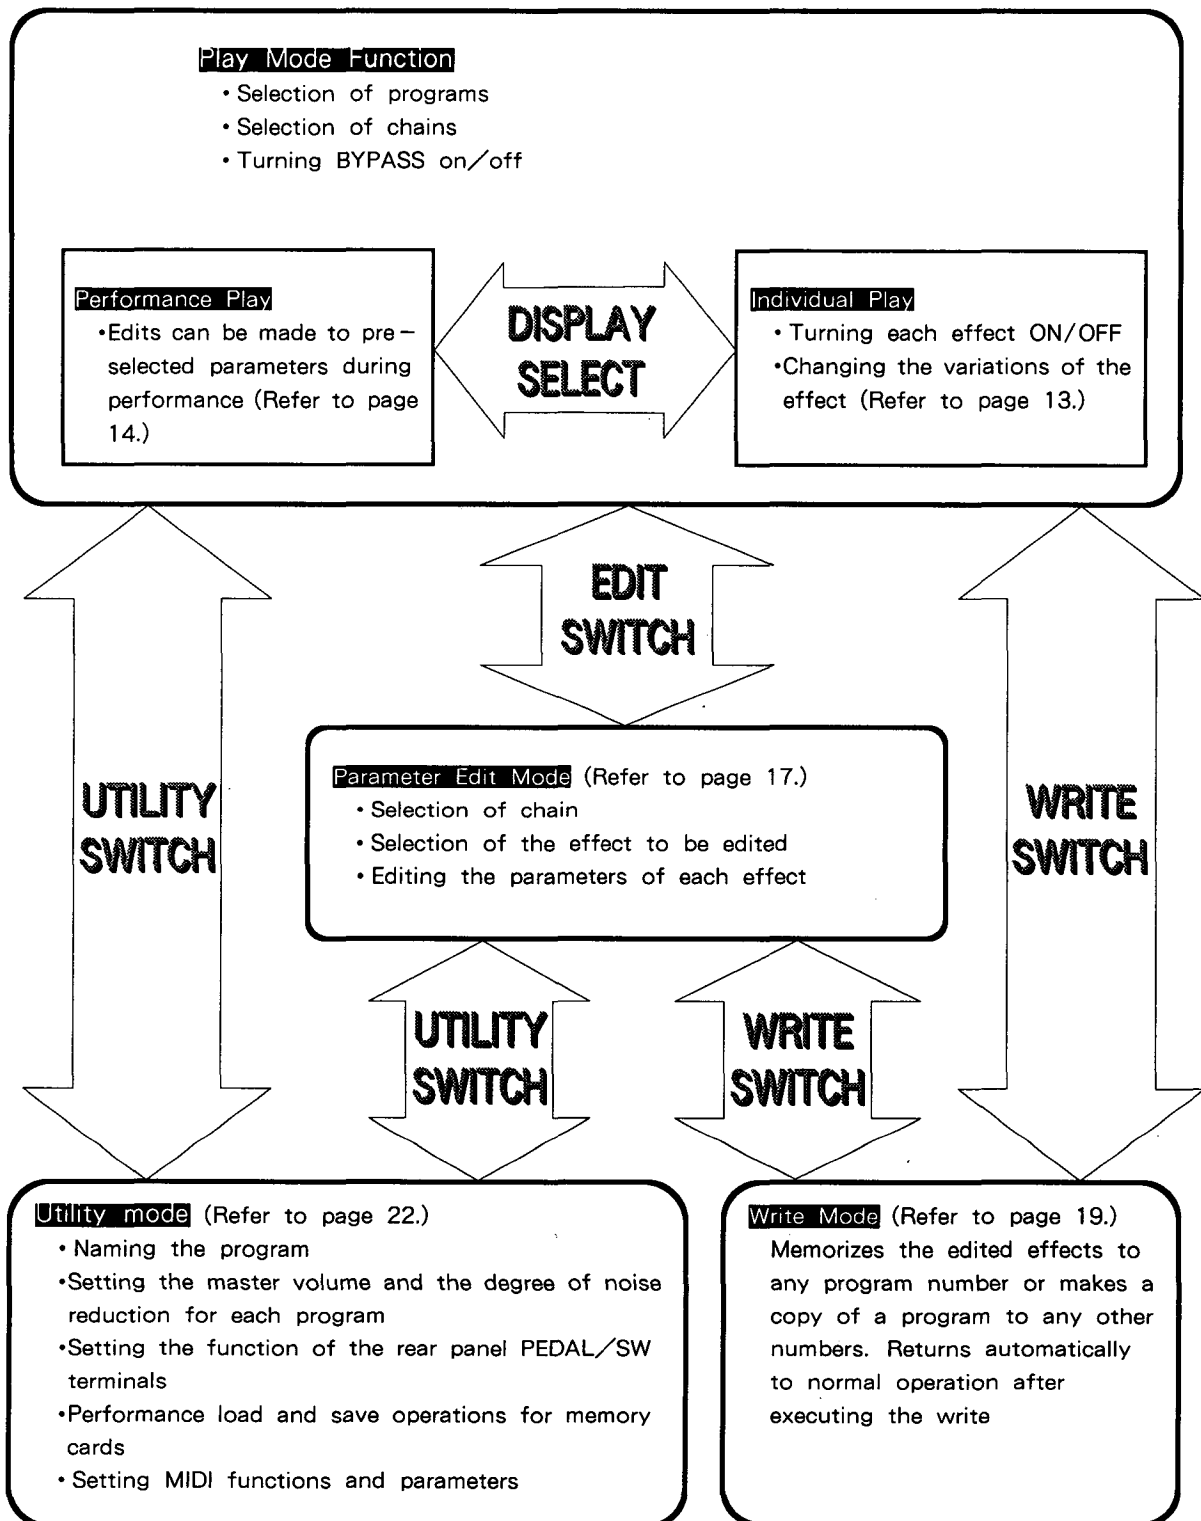 Play Mode Function
• Selection of programs
• Selection of chains
• Turning BYPASS on/off
Performance Play
•Edits can be made to pre-
selected parameters during
performance (Refer to page
14.)
DISPLAY
SELECT
Individual Play
• Turning each effect ON/OFF
•Changing the variations of the
effect (Refer to page 13.)
EDIT
SWITCH
UTILITY
SWITCH
Parameter Edit Mode (Refer to page 17.)
• Selection of chain
• Selection of the effect to be edited
• Editing the parameters of each effect
WRITE
SWITCH
UTILITY
SWITCH
WRITE
SWITCH
Utility mode (Refer to page 22.)
• Naming the program
•Setting the master volume and the degree of noise
reduction for each program
•Setting the function of the rear panel PEDAL/SW
terminals
•Performance load and save operations for memory
cards
• Setting MIDI functions and parameters
Write Mode (Refer to page 19.)
Memorizes the edited effects to
any program number or makes a
copy of a program to any other
numbers. Returns automatically
to normal operation after
executing the write